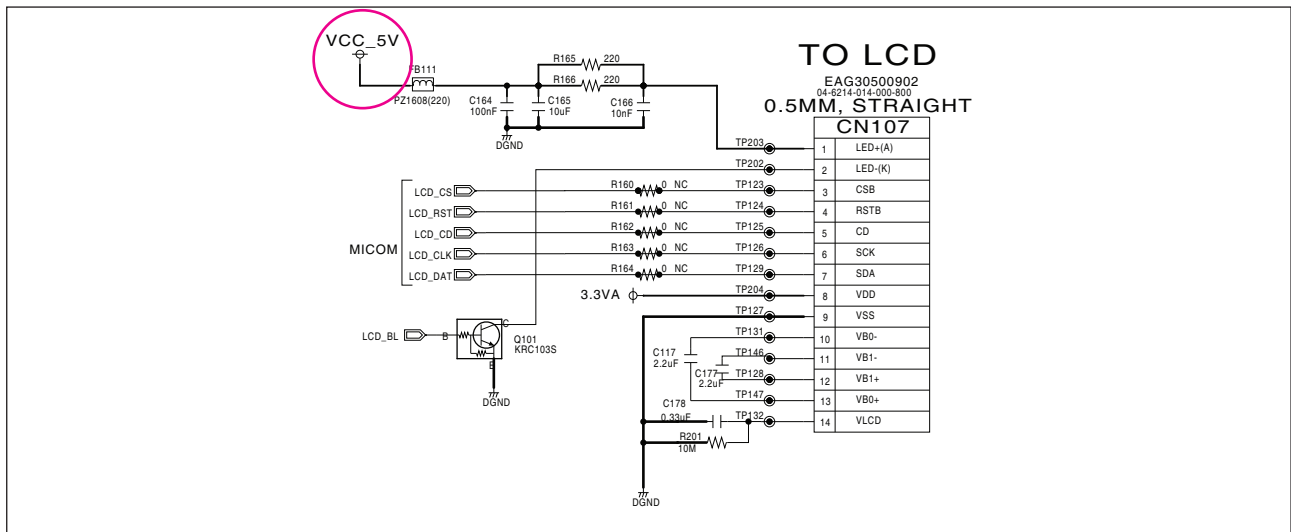 VCC_5V
FB111
PZ1608(220)
R165 220
R166 220
C164
100nF
C165
10uF
C166
10nF
DGND
TO LCD
EAG30500902
04-6214-014-000-800
0.5MM, STRAIGHT
CN107
TP203 1 LED+(A)
TP202 2 LED-(K)
LCD_CS R160 0 NC TP123 3 CSB
LCD_RST R161 0 NC TP124 4 RSTB
LCD_CD R162 0 NC TP125 5 CD
MICOM
LCD_CLK R163 0 NC TP126 6 SCK
LCD_DAT R164 0 NC TP129 7 SDA
3.3VA TP204 8 VDD
TP127 9 VSS
LCD_BL B C E
Q101
KRC103S
DGND
TP131 10 VB0-
C117
2.2uF
TP146 11 VB1-
C177
2.2uF
TP128 12 VB1+
TP147 13 VB0+
C178
0.33uF
TP132 14 VLCD
R201
10M
DGND